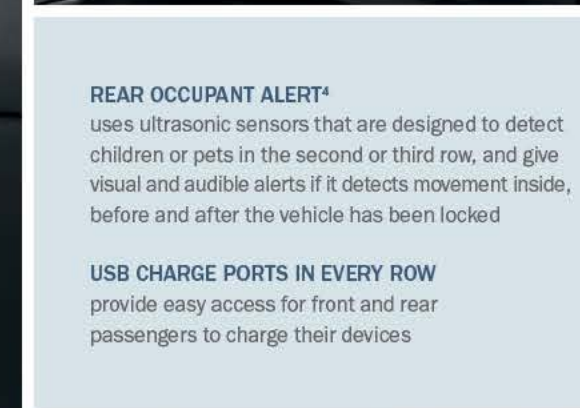 REAR OCCUPANT ALERT⁴
uses ultrasonic sensors that are designed to detect
children or pets in the second or third row, and give
visual and audible alerts if it detects movement inside,
before and after the vehicle has been locked
USB CHARGE PORTS IN EVERY ROW
provide easy access for front and rear
passengers to charge their devices